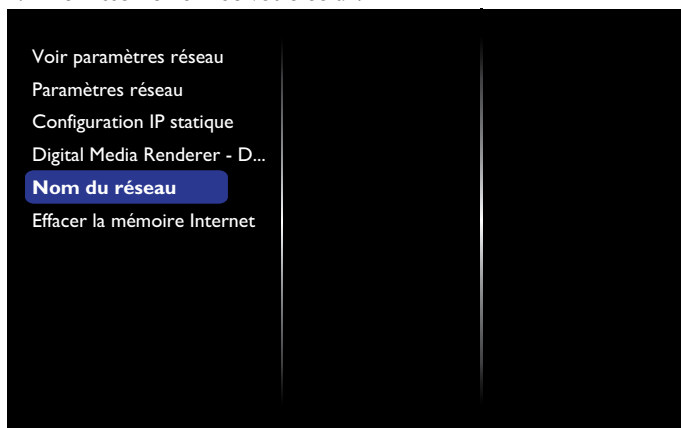 Voir paramètres réseau
Paramètres réseau
Configuration IP statique
Digital Media Renderer - D...
Nom du réseau
Effacer la mémoire Internet